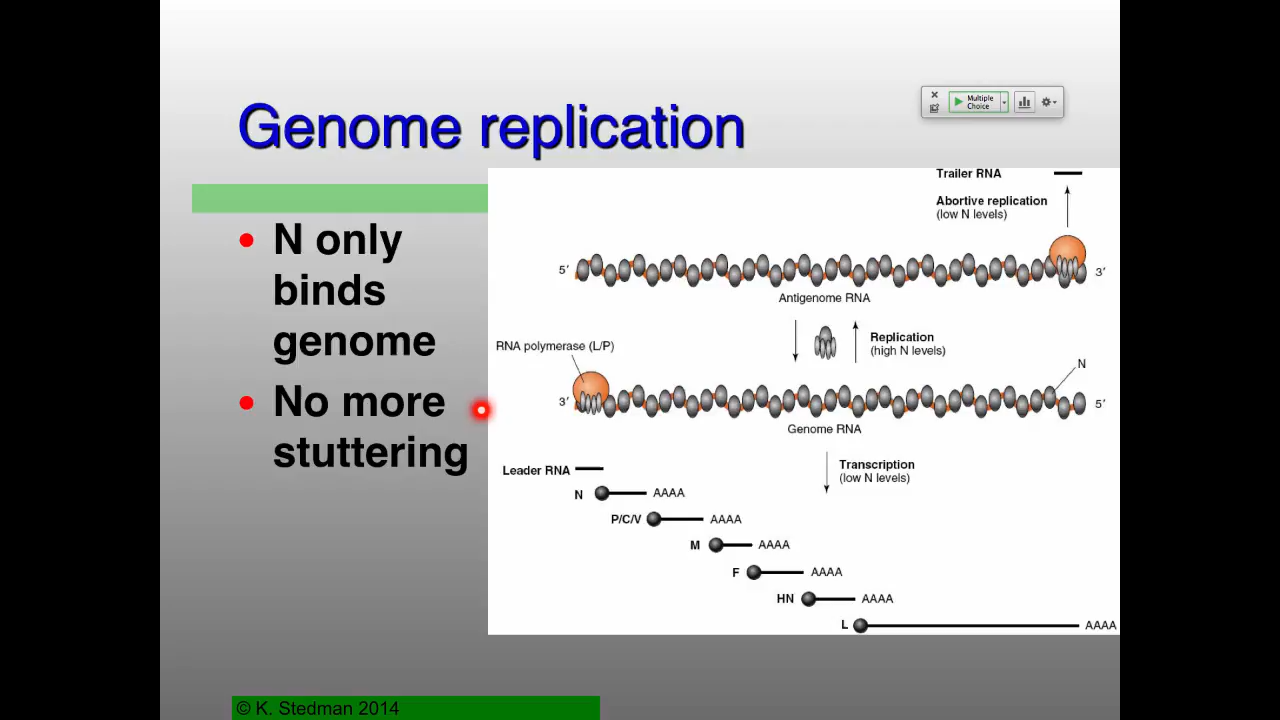 Genome replication
Multiple
Choice
• N only
binds
genome
• No more
stuttering
Trailer RNA
Abortive replication
(low N levels)
5′
3′
Antigenome RNA
RNA polymerase (L/P)
Replication
(high N levels)
N
3′
5′
Genome RNA
Transcription
(low N levels)
Leader RNA
N AAAA
P/C/V AAAA
M AAAA
F AAAA
HN AAAA
L AAAA
© K. Stedman 2014